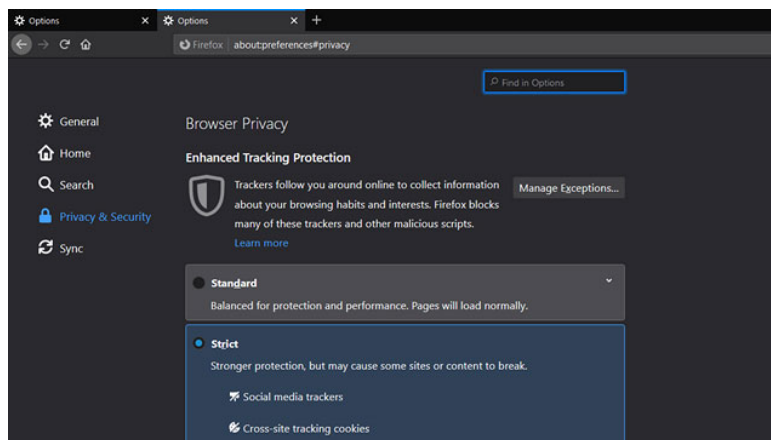 Options
Options
Firefox about:preferences#privacy
Find in Options
General
Home
Search
Privacy & Security
Sync
Browser Privacy
Enhanced Tracking Protection
Trackers follow you around online to collect information
about your browsing habits and interests. Firefox blocks
many of these trackers and other malicious scripts.
Learn more
Manage Exceptions...
Standard
Balanced for protection and performance. Pages will load normally.
Strict
Stronger protection, but may cause some sites or content to break.
Social media trackers
Cross-site tracking cookies